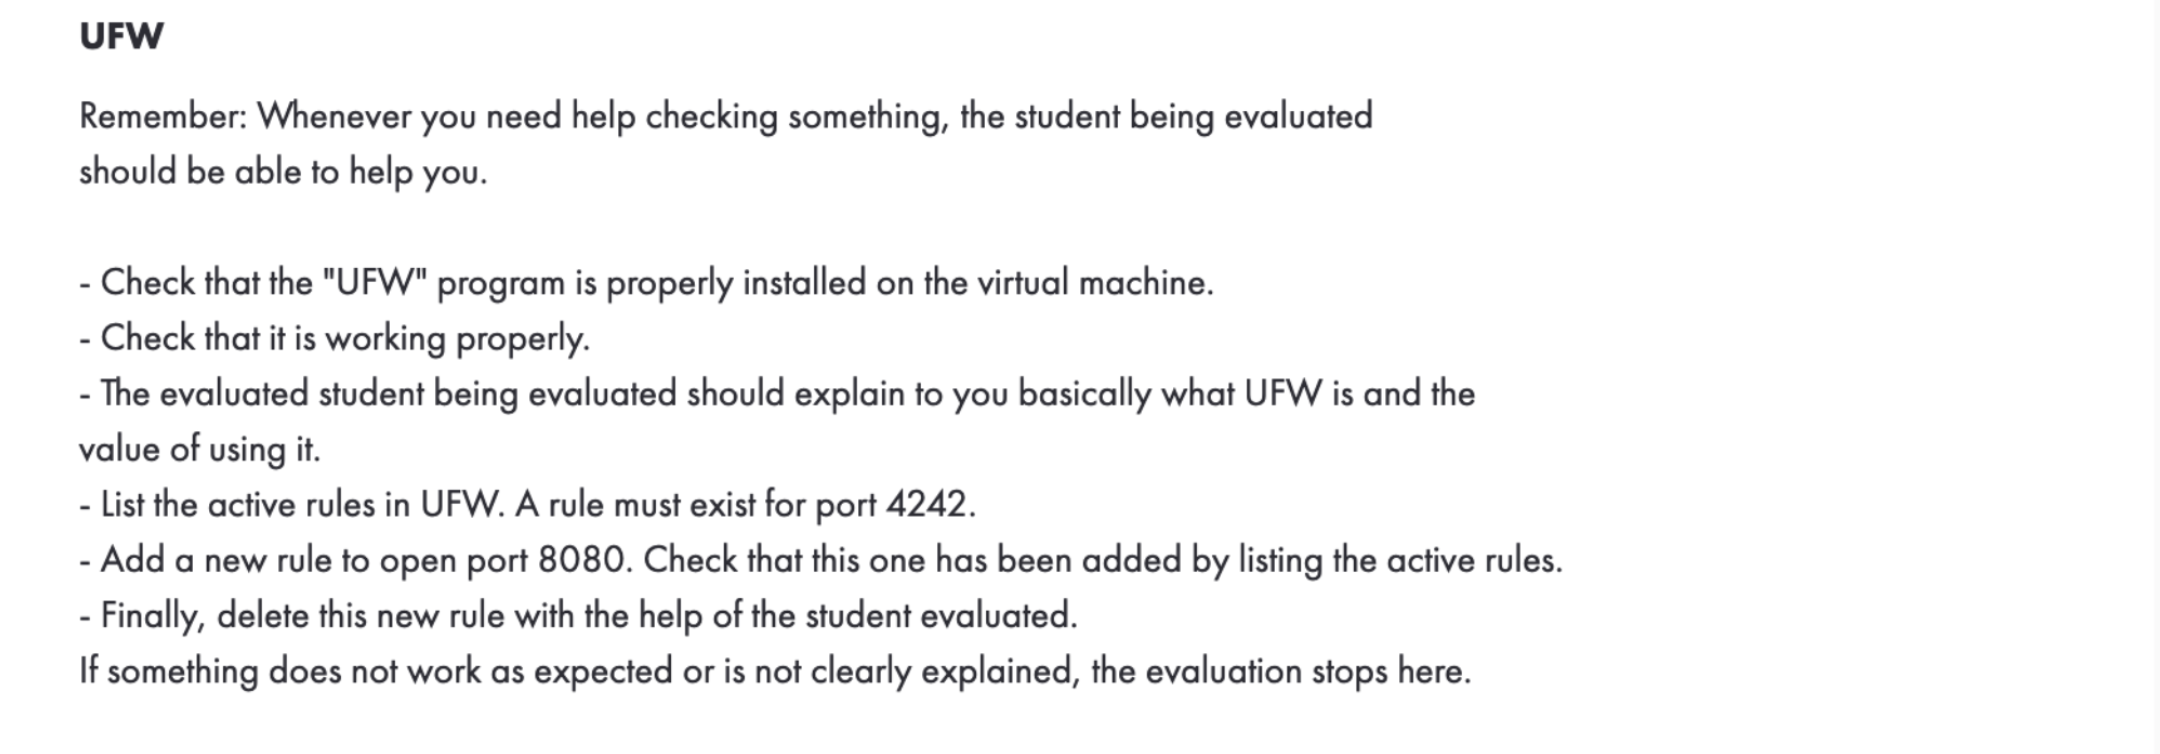 UFW
Remember: Whenever you need help checking something, the student being evaluated
should be able to help you.
- Check that the "UFW" program is properly installed on the virtual machine.
- Check that it is working properly.
- The evaluated student being evaluated should explain to you basically what UFW is and the
value of using it.
- List the active rules in UFW. A rule must exist for port 4242.
- Add a new rule to open port 8080. Check that this one has been added by listing the active rules.
- Finally, delete this new rule with the help of the student evaluated.
If something does not work as expected or is not clearly explained, the evaluation stops here.